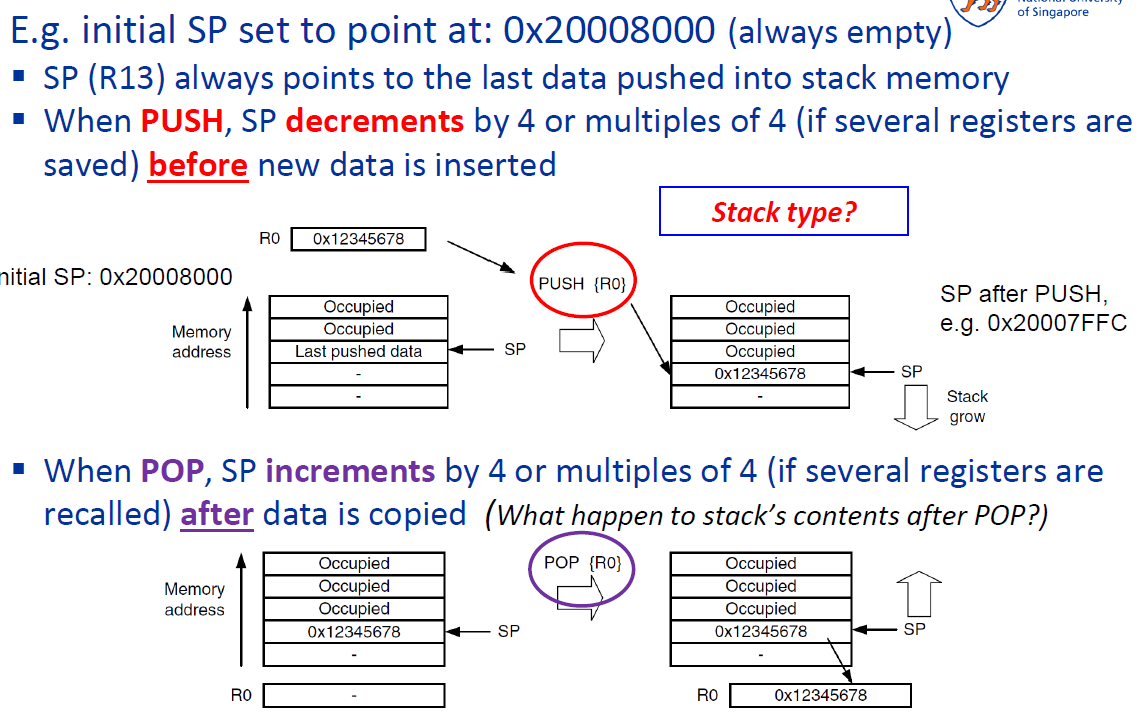 of Singapore
E.g. initial SP set to point at: 0x20008000 (always empty)
▪ SP (R13) always points to the last data pushed into stack memory
▪ When PUSH, SP decrements by 4 or multiples of 4 (if several registers are
saved) before new data is inserted
Stack type?
R0 0x12345678
nitial SP: 0x20008000
PUSH {R0}
SP after PUSH,
e.g. 0x20007FFC
Memory
address
Occupied
Occupied
Last pushed data
-
-
SP
Occupied
Occupied
Occupied
0x12345678
-
SP
Stack
grow
▪ When POP, SP increments by 4 or multiples of 4 (if several registers are
recalled) after data is copied (What happen to stack's contents after POP?)
Memory
address
Occupied
Occupied
Occupied
0x12345678
-
SP
R0 -
POP {R0}
Occupied
Occupied
Occupied
0x12345678
-
SP
R0 0x12345678